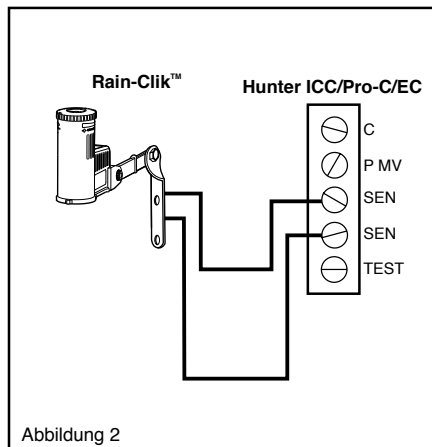 Rain-Clik™
Hunter ICC/Pro-C/EC
C
P MV
SEN
SEN
TEST
Abbildung 2